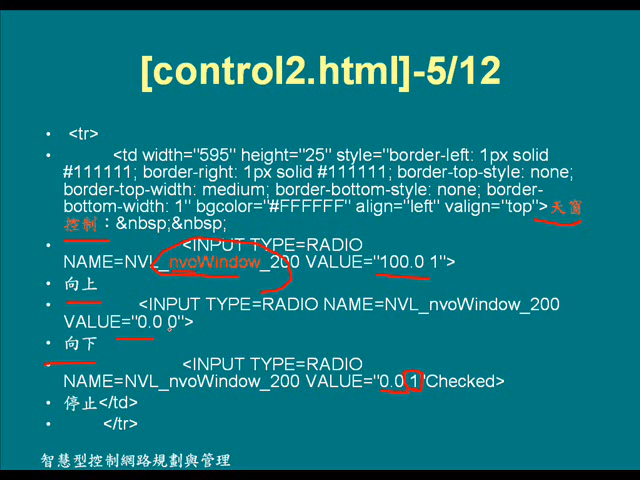 [control2.html]-5/12
• <tr>
• <td width="595" height="25" style="border-left: 1px solid
#111111; border-right: 1px solid #111111; border-top-style: none;
border-top-width: medium; border-bottom-style: none; border-
bottom-width: 1" bgcolor="#FFFFFF" align="left" valign="top">天窗
控制：&nbsp;&nbsp;
• <INPUT TYPE=RADIO
NAME=NVL_nvoWindow_200 VALUE="100.0 1">
• 向上
• <INPUT TYPE=RADIO NAME=NVL_nvoWindow_200
VALUE="0.0 0">
• 向下
• <INPUT TYPE=RADIO
NAME=NVL_nvoWindow_200 VALUE="0.0 1"Checked>
• 停止</td>
• </tr>
智慧型控制網路規劃與管理